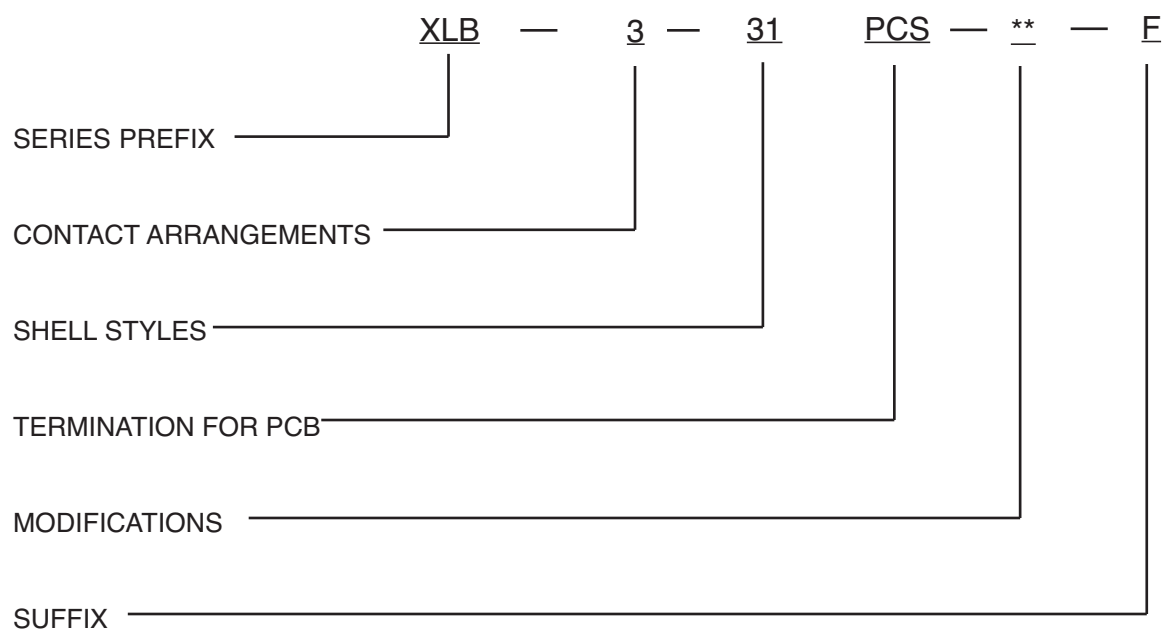 XLB — 3 — 31 PCS — ** — F
SERIES PREFIX
CONTACT ARRANGEMENTS
SHELL STYLES
TERMINATION FOR PCB
MODIFICATIONS
SUFFIX